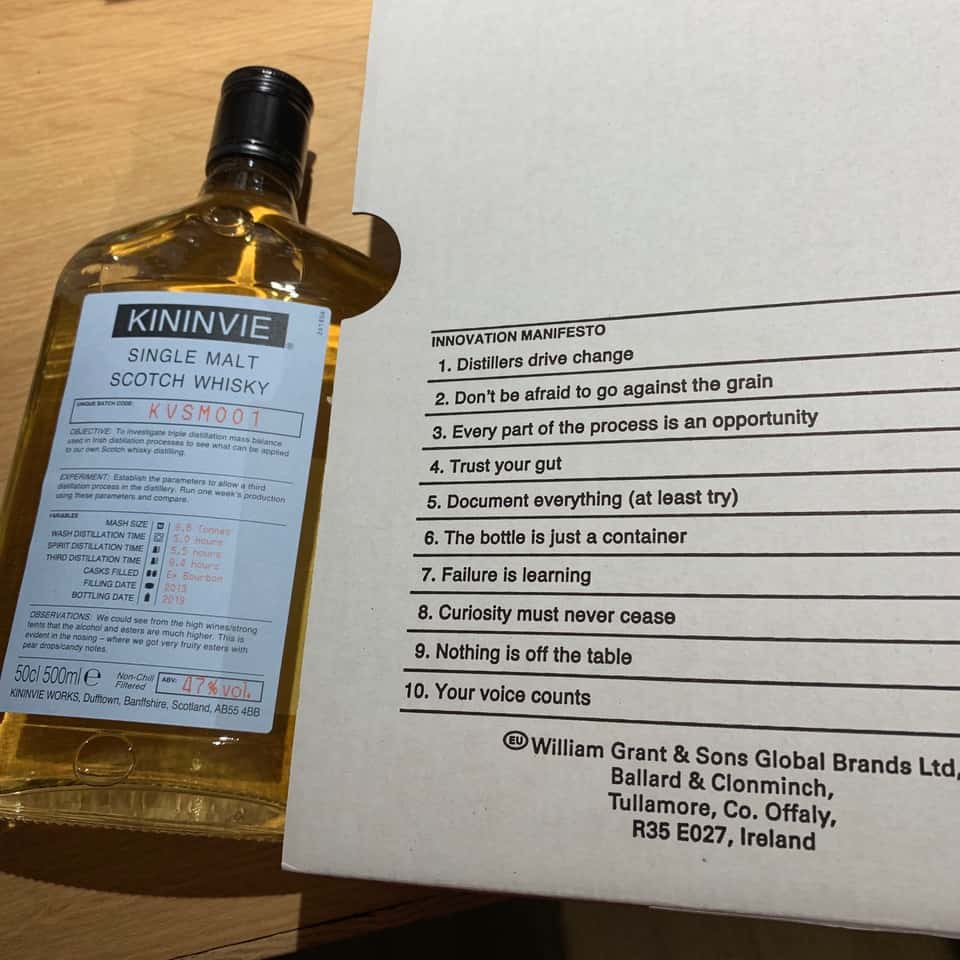 KININVIE
®
SINGLE MALT
SCOTCH WHISKY
UNIQUE BATCH CODE:
KVSM001
OBJECTIVE: To investigate triple distillation mass balance
used in Irish distillation processes to see what can be applied
to our own Scotch whisky distilling.
EXPERIMENT: Establish the parameters to allow a third
distillation process in the distillery. Run one week's production
using these parameters and compare.
VARIABLES
MASH SIZE
WASH DISTILLATION TIME 5.0 hours
SPIRIT DISTILLATION TIME 5.5 hours
THIRD DISTILLATION TIME
CASKS FILLED Ex Bourbon
FILLING DATE 2013
BOTTLING DATE 2019
OBSERVATIONS: We could see from the high wines/strong
feints that the alcohol and esters are much higher. This is
evident in the nosing – where we got very fruity esters with
pear drops/candy notes.
50cl 500ml e Non-Chill
Filtered
ABV: 47% vol.
KININVIE WORKS, Dufftown, Banffshire, Scotland, AB55 4BB
INNOVATION MANIFESTO
1. Distillers drive change
2. Don't be afraid to go against the grain
3. Every part of the process is an opportunity
4. Trust your gut
5. Document everything (at least try)
6. The bottle is just a container
7. Failure is learning
8. Curiosity must never cease
9. Nothing is off the table
10. Your voice counts
EU William Grant & Sons Global Brands Ltd,
Ballard & Clonminch,
Tullamore, Co. Offaly,
R35 E027, Ireland